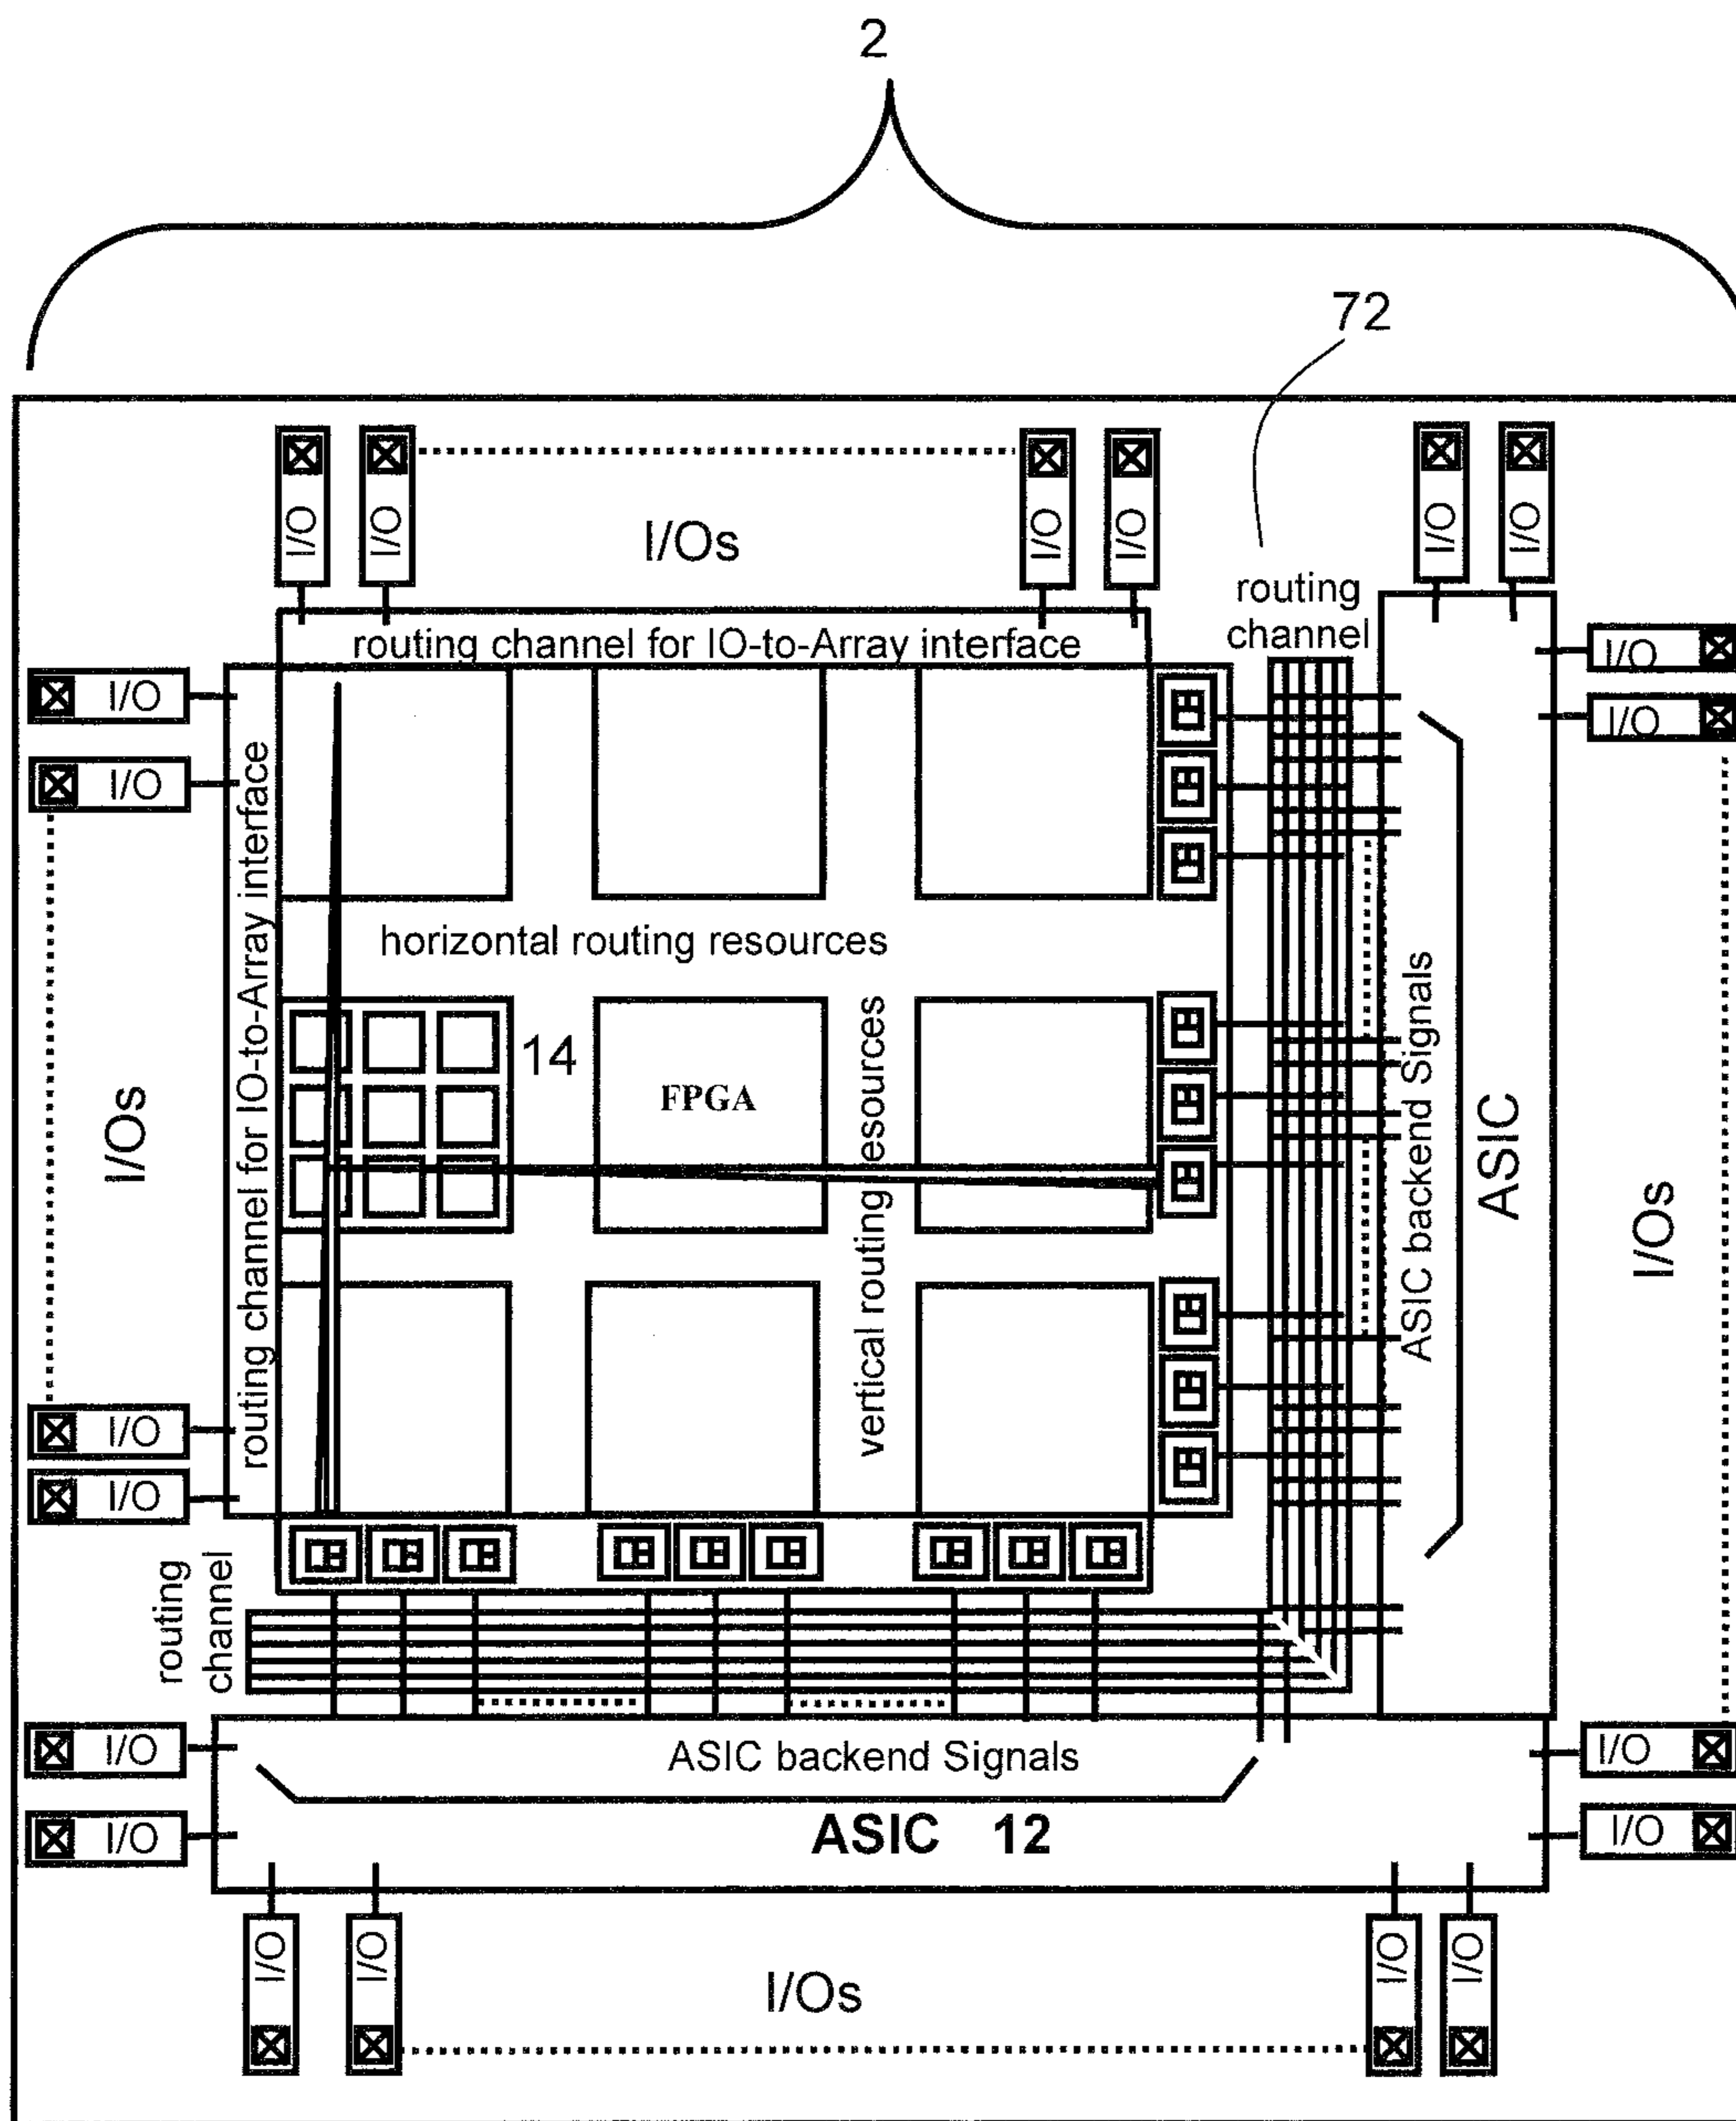 2
72
I/O
I/O
I/O
I/O
I/O
I/O
I/Os
routing
channel
routing channel for IO-to-Array interface
I/O
I/O
I/O
I/O
routing channel for IO-to-Array interface
horizontal routing resources
14
FPGA
vertical routing resources
ASIC backend Signals
ASIC
I/Os
I/Os
I/O
I/O
routing
channel
I/O
I/O
ASIC backend Signals
I/O
I/O
ASIC 12
I/O
I/O
I/O
I/O
I/O
I/O
I/Os